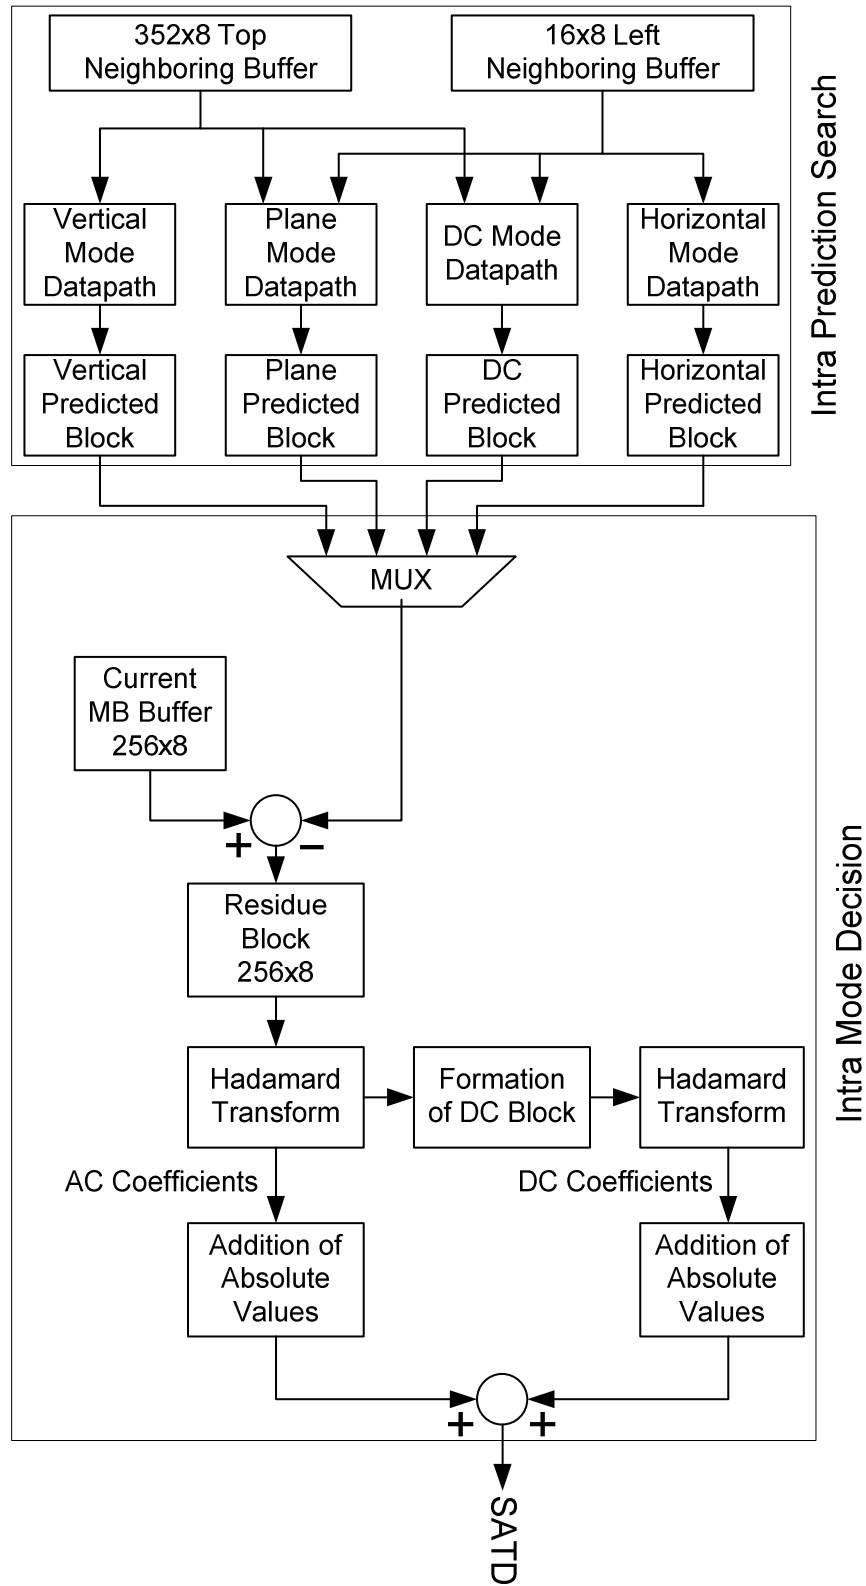 352x8 Top
Neighboring Buffer
16x8 Left
Neighboring Buffer
Intra Prediction Search
Vertical
Mode
Datapath
Plane
Mode
Datapath
DC Mode
Datapath
Horizontal
Mode
Datapath
Vertical
Predicted
Block
Plane
Predicted
Block
DC
Predicted
Block
Horizontal
Predicted
Block
MUX
Current
MB Buffer
256x8
+
−
Residue
Block
256x8
Intra Mode Decision
Hadamard
Transform
Formation
of DC Block
Hadamard
Transform
AC Coefficients
DC Coefficients
Addition of
Absolute
Values
Addition of
Absolute
Values
+
+
SATD